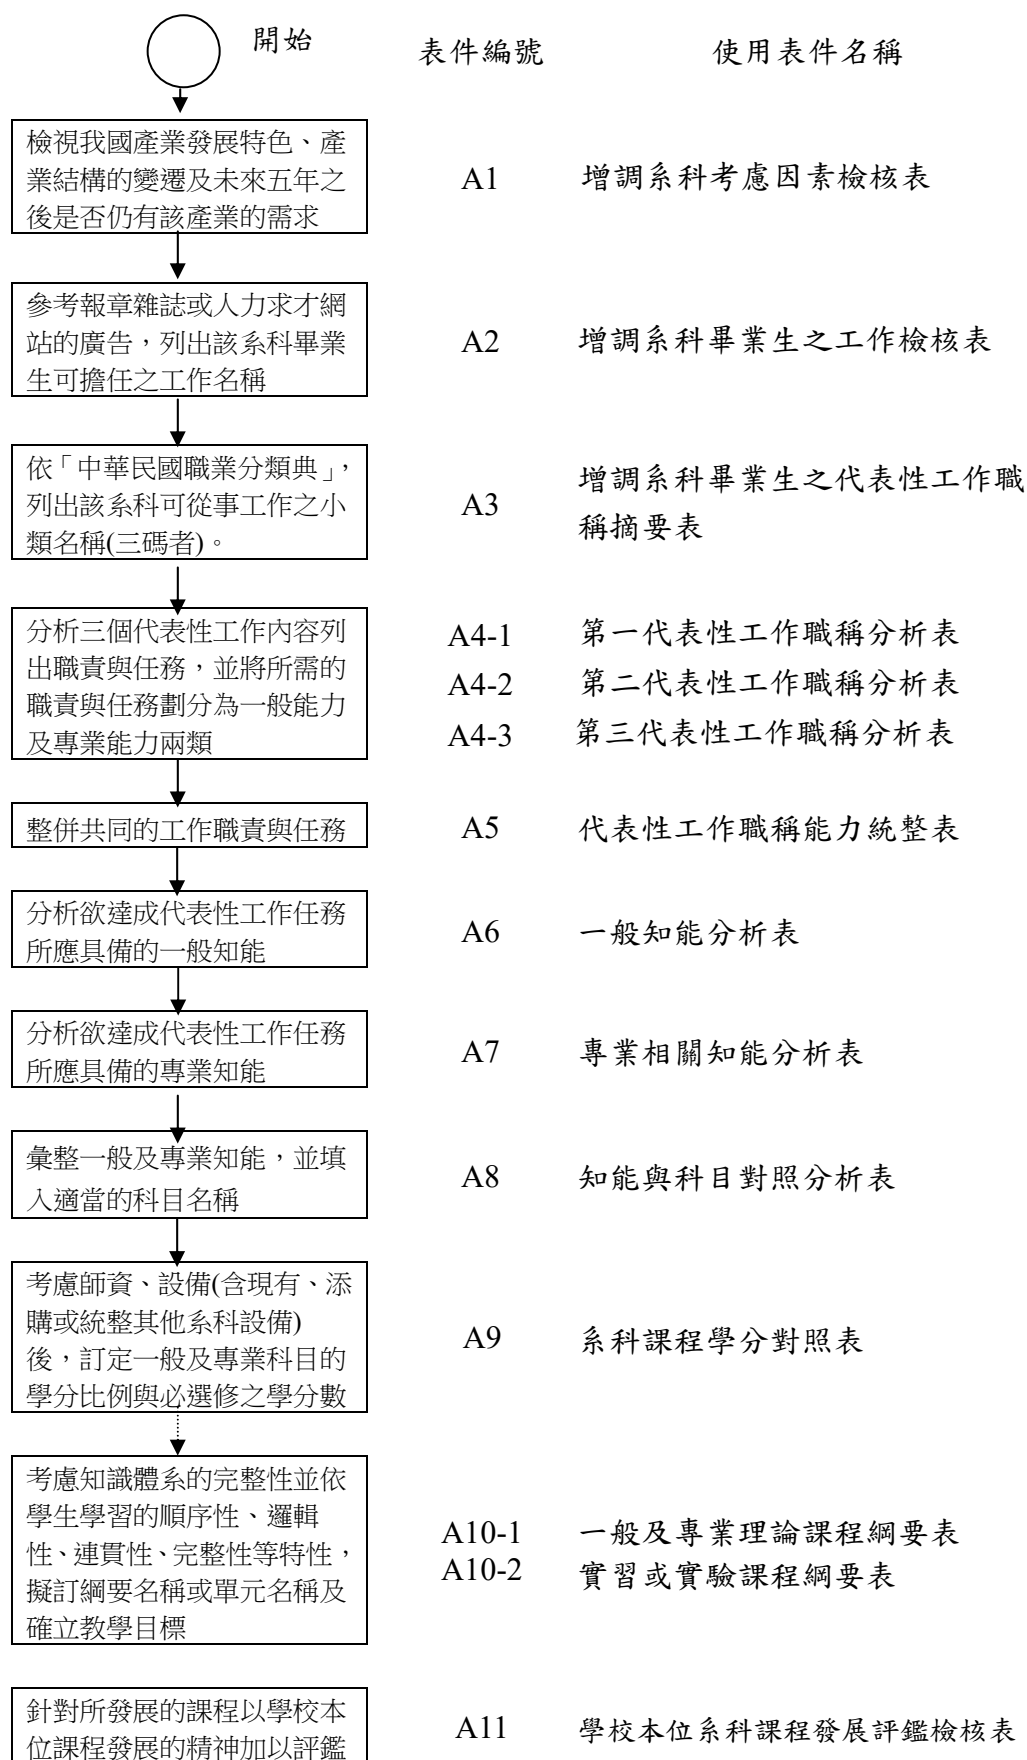 開始
表件編號
使用表件名稱
檢視我國產業發展特色、產
業結構的變遷及未來五年之
後是否仍有該產業的需求
A1
增調系科考慮因素檢核表
參考報章雜誌或人力求才網
站的廣告,列出該系科畢業
生可擔任之工作名稱
A2
增調系科畢業生之工作檢核表
依「中華民國職業分類典」,
列出該系科可從事工作之小
類名稱(三碼者)。
A3
增調系科畢業生之代表性工作職
稱摘要表
分析三個代表性工作內容列
出職責與任務,並將所需的
職責與任務劃分為一般能力
及專業能力兩類
A4-1
第一代表性工作職稱分析表
A4-2
第二代表性工作職稱分析表
A4-3
第三代表性工作職稱分析表
整併共同的工作職責與任務
A5
代表性工作職稱能力統整表
分析欲達成代表性工作任務
所應具備的一般知能
A6
一般知能分析表
分析欲達成代表性工作任務
所應具備的專業知能
A7
專業相關知能分析表
彙整一般及專業知能,並填
入適當的科目名稱
A8
知能與科目對照分析表
考慮師資、設備(含現有、添
購或統整其他系科設備)
後,訂定一般及專業科目的
學分比例與必選修之學分數
A9
系科課程學分對照表
考慮知識體系的完整性並依
學生學習的順序性、邏輯
性、連貫性、完整性等特性,
擬訂綱要名稱或單元名稱及
確立教學目標
A10-1
一般及專業理論課程綱要表
A10-2
實習或實驗課程綱要表
針對所發展的課程以學校本
位課程發展的精神加以評鑑
A11
學校本位系科課程發展評鑑檢核表